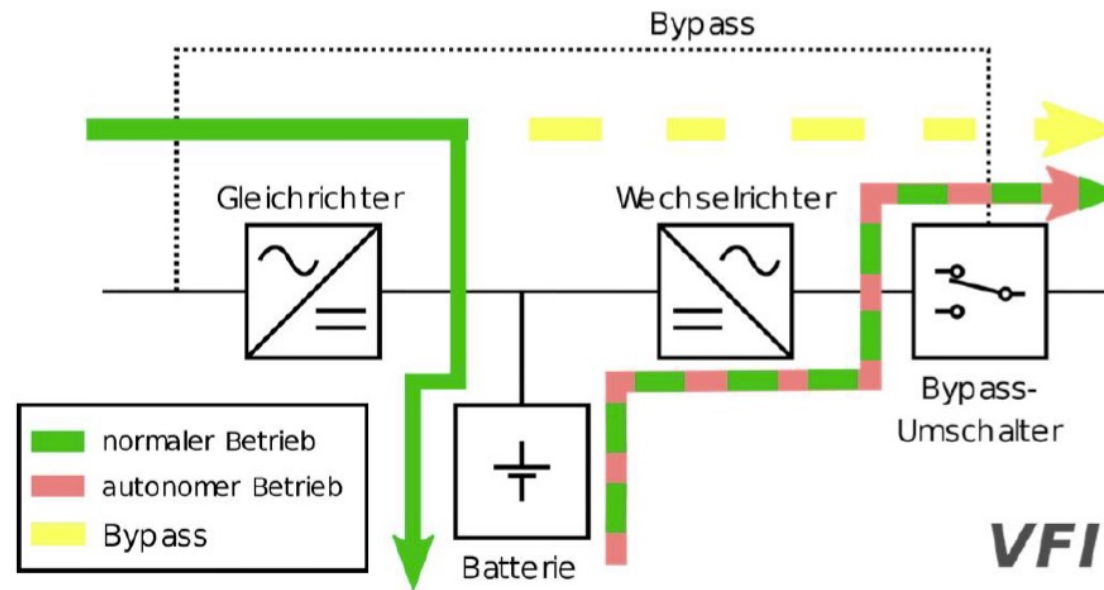 Bypass
Gleichrichter
Wechselrichter
Bypass-
Umschalter
normaler Betrieb
autonomer Betrieb
Bypass
Batterie
VFI